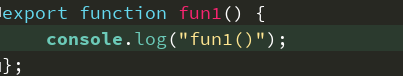 export function fun1() {
    console.log("fun1()");
};